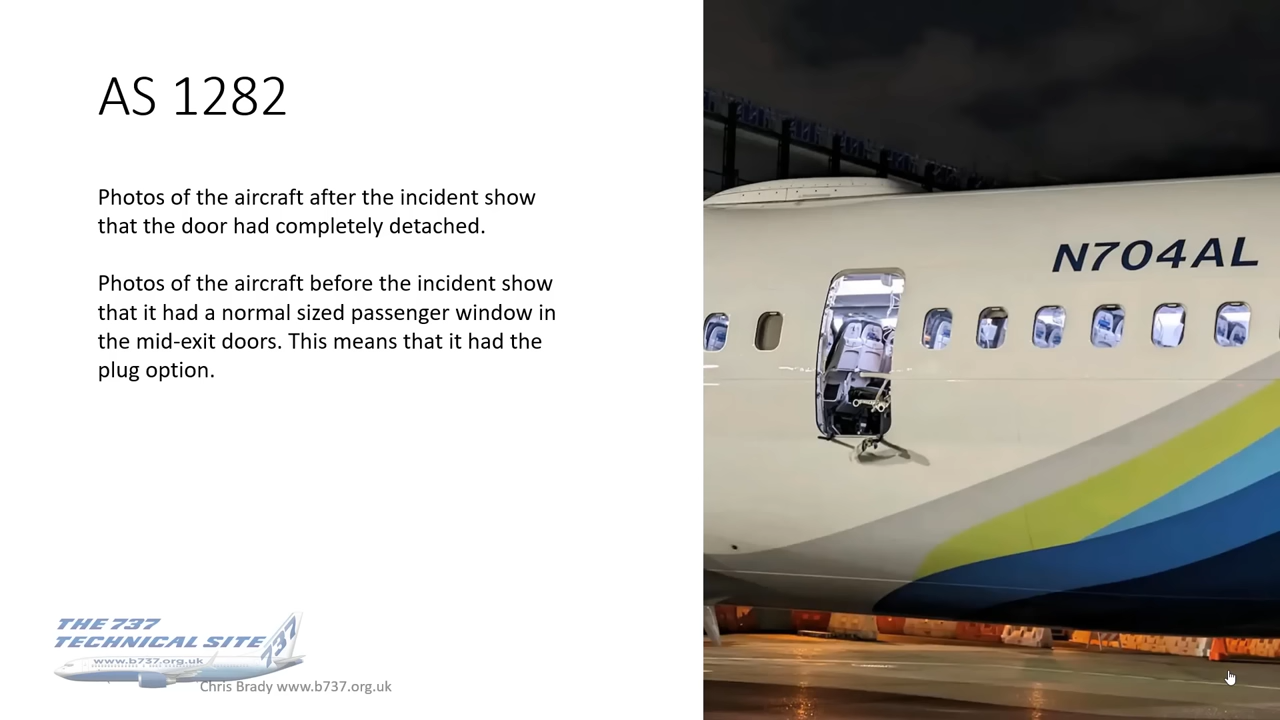 AS 1282
Photos of the aircraft after the incident show
that the door had completely detached.
Photos of the aircraft before the incident show
that it had a normal sized passenger window in
the mid-exit doors. This means that it had the
plug option.
N704AL
THE 737
TECHNICAL SITE
737
www.b737.org.uk
Chris Brady www.b737.org.uk